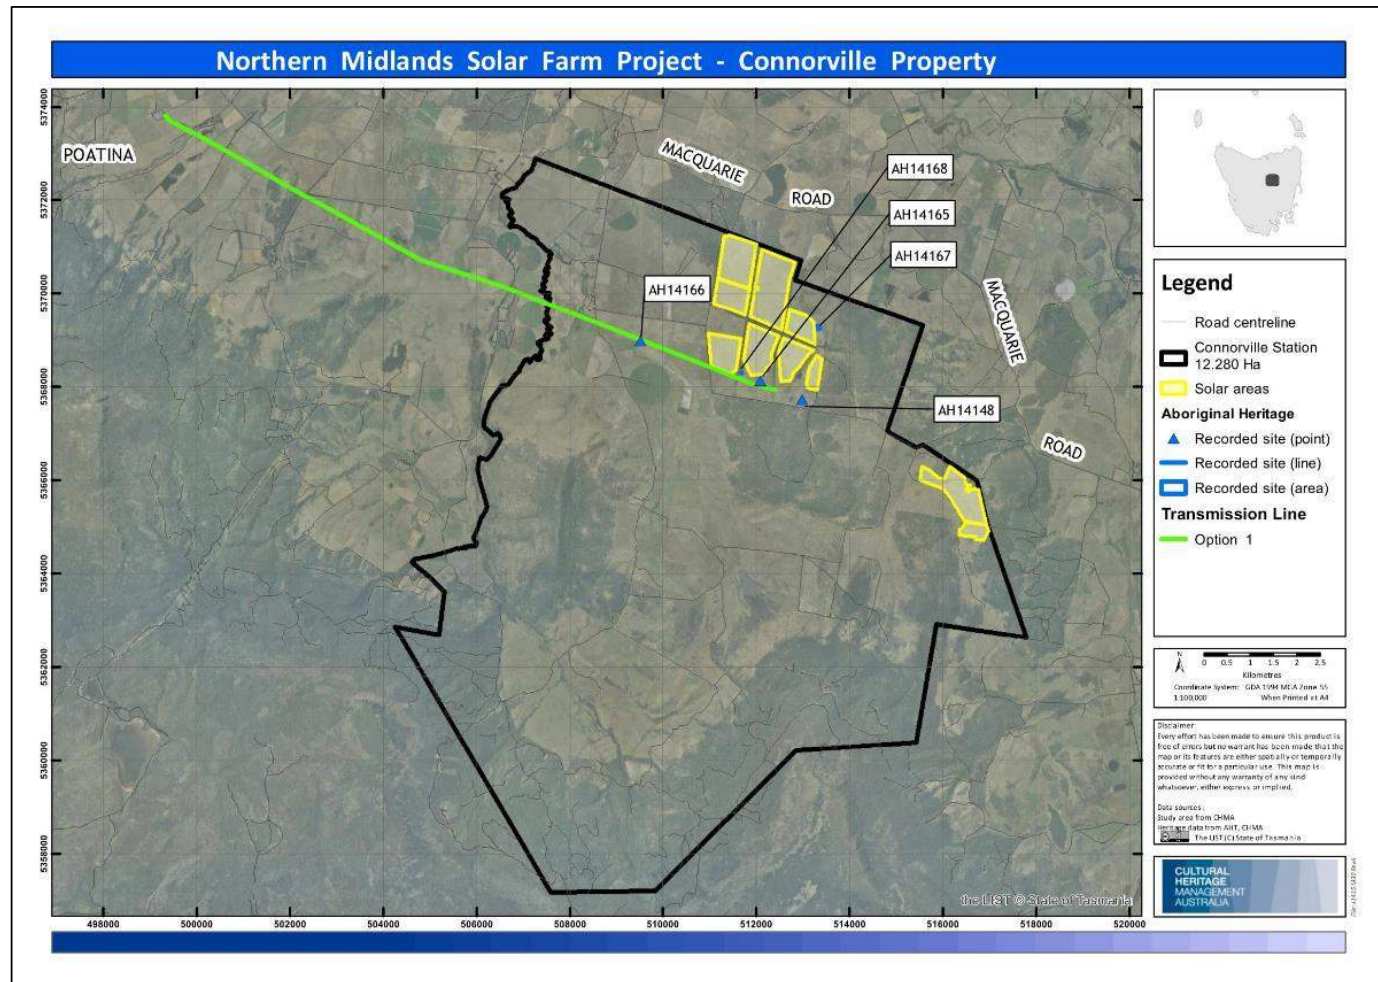 Northern Midlands Solar Farm Project - Connorville Property
5374000
5372000
5370000
5368000
5366000
5364000
5362000
5360000
5358000
POATINA
MACQUARIE
ROAD
AH14168
AH14165
AH14167
AH14166
MACQUARIE
AH14148
ROAD
the LIST © State of Tasmania
498000
500000
502000
504000
506000
508000
510000
512000
514000
516000
518000
520000
Legend
Road centreline
Connorville Station
12.280 Ha
Solar areas
Aboriginal Heritage
Recorded site (point)
Recorded site (line)
Recorded site (area)
Transmission Line
Option 1
N
0 0.5 1 1.5 2 2.5
Kilometres
Coordinate System: GDA 1994 MGA Zone 55
1:100,000 When Printed at A4
Disclaimer:
Every effort has been made to ensure this product is
free of errors but no warrant has been made that the
map or its features are either spatially or temporally
accurate or fit for a particular use. This map is
provided without any warranty of any kind
whatsoever, either express or implied.
Data sources:
Study area from CHMA
Heritage data from AHT, CHMA
The LIST (C) State of Tasmania
CULTURAL
HERITAGE
MANAGEMENT
AUSTRALIA